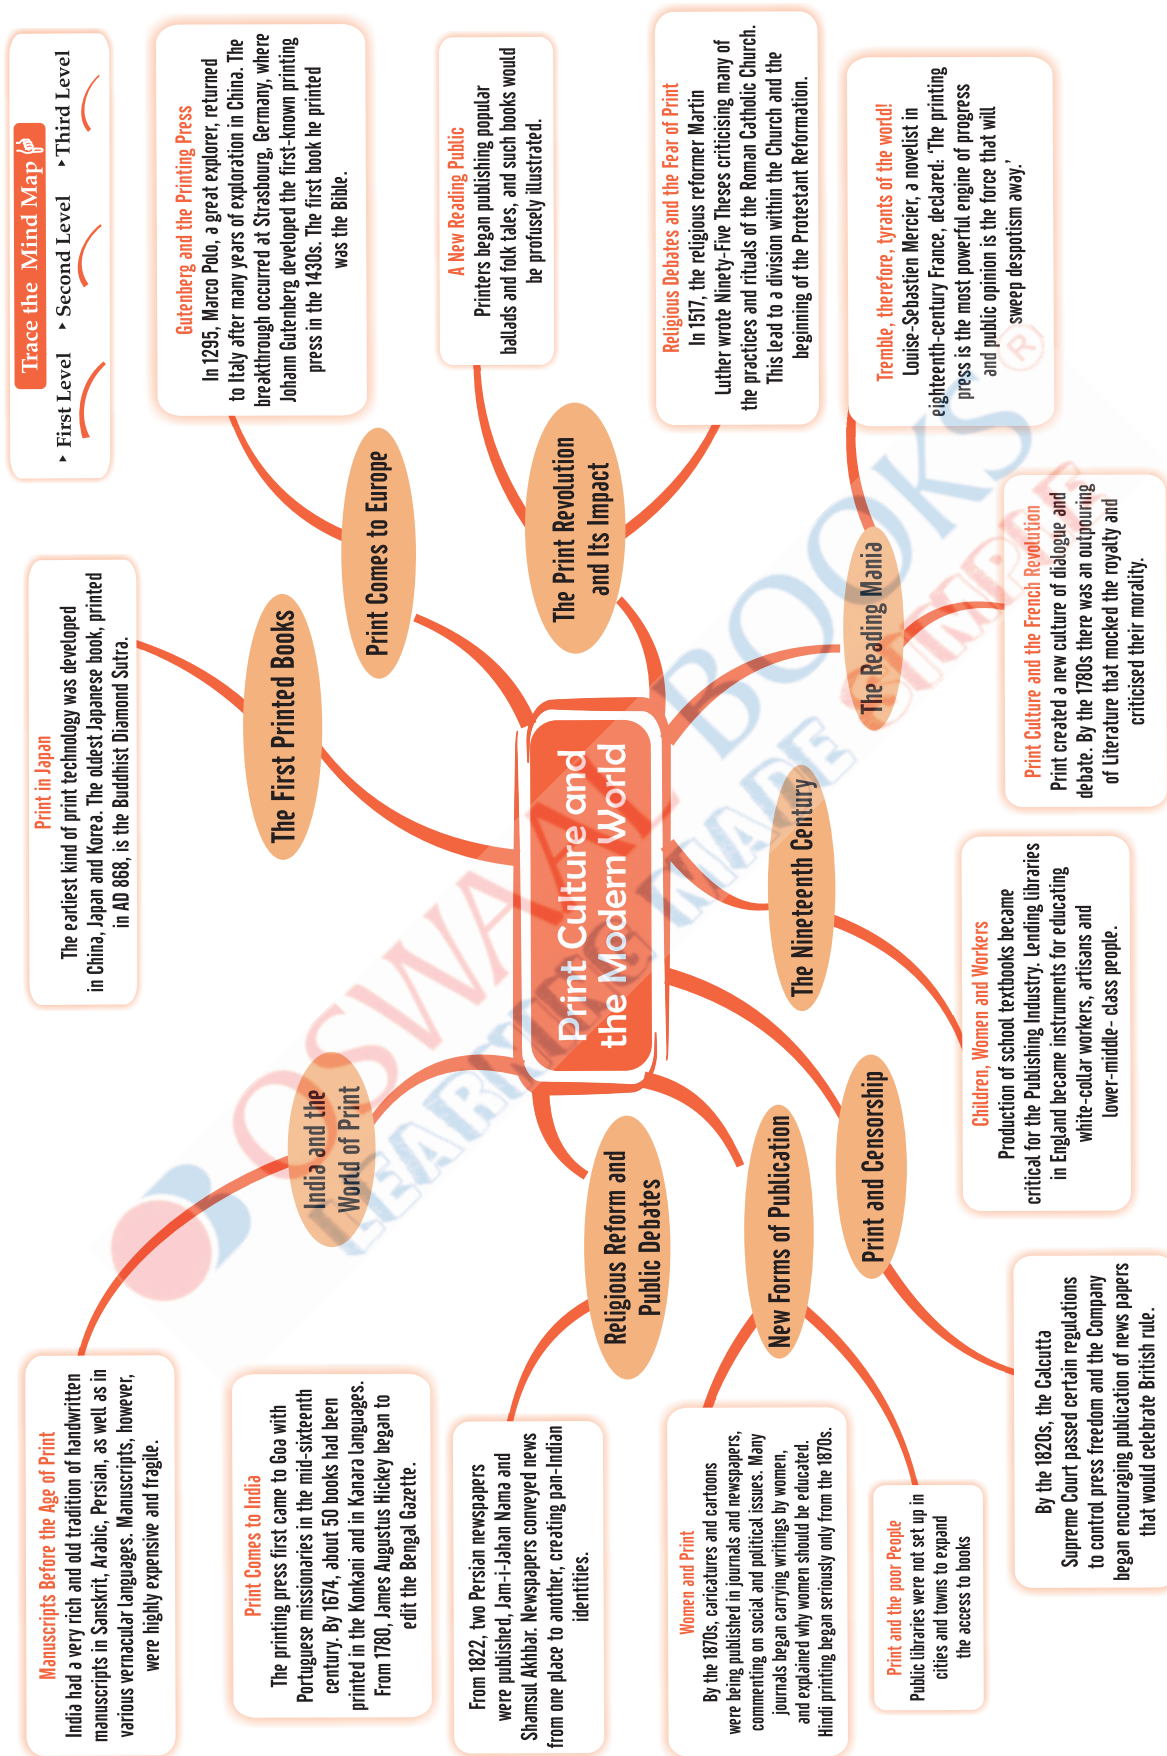 Trace the Mind Map
▸ First Level ▸ Second Level ▸ Third Level
Print Culture and
the Modern World
The First Printed Books
Print in Japan
The earliest kind of print technology was developed
in China, Japan and Korea. The oldest Japanese book, printed
in AD 868, is the Buddhist Diamond Sutra.
Print Comes to Europe
Gutenberg and the Printing Press
In 1295, Marco Polo, a great explorer, returned
to Italy after many years of exploration in China. The
breakthrough occurred at Strasbourg, Germany, where
Johann Gutenberg developed the first-known printing
press in the 1430s. The first book he printed
was the Bible.
The Print Revolution
and Its Impact
A New Reading Public
Printers began publishing popular
ballads and folk tales, and such books would
be profusely illustrated.
Religious Debates and the Fear of Print
In 1517, the religious reformer Martin
Luther wrote Ninety-Five Theses criticising many of
the practices and rituals of the Roman Catholic Church.
This lead to a division within the Church and the
beginning of the Protestant Reformation.
The Reading Mania
Tremble, therefore, tyrants of the world!
Louise-Sebastien Mercier, a novelist in
eighteenth-century France, declared: ‘The printing
press is the most powerful engine of progress
and public opinion is the force that will
sweep despotism away.’
Print Culture and the French Revolution
Print created a new culture of dialogue and
debate. By the 1780s there was an outpouring
of Literature that mocked the royalty and
criticised their morality.
The Nineteenth Century
Children, Women and Workers
Production of school textbooks became
critical for the Publishing Industry. Lending libraries
in England became instruments for educating
white-collar workers, artisans and
lower-middle- class people.
Print and Censorship
By the 1820s, the Calcutta
Supreme Court passed certain regulations
to control press freedom and the Company
began encouraging publication of news papers
that would celebrate British rule.
New Forms of Publication
Women and Print
By the 1870s, caricatures and cartoons
were being published in journals and newspapers,
commenting on social and political issues. Many
journals began carrying writings by women,
and explained why women should be educated.
Hindi printing began seriously only from the 1870s.
Print and the poor People
Public libraries were not set up in
cities and towns to expand
the access to books
Religious Reform and
Public Debates
From 1822, two Persian newspapers
were published, Jam-i-Jahan Nama and
Shamsul Akhbar. Newspapers conveyed news
from one place to another, creating pan-Indian
identities.
India and the
World of Print
Manuscripts Before the Age of Print
India had a very rich and old tradition of handwritten
manuscripts in Sanskrit, Arabic, Persian, as well as in
various vernacular languages. Manuscripts, however,
were highly expensive and fragile.
Print Comes to India
The printing press first came to Goa with
Portuguese missionaries in the mid-sixteenth
century. By 1674, about 50 books had been
printed in the Konkani and in Kanara languages.
From 1780, James Augustus Hickey began to
edit the Bengal Gazette.
OSWAAL BOOKS ®
LEARNING MADE SIMPLE